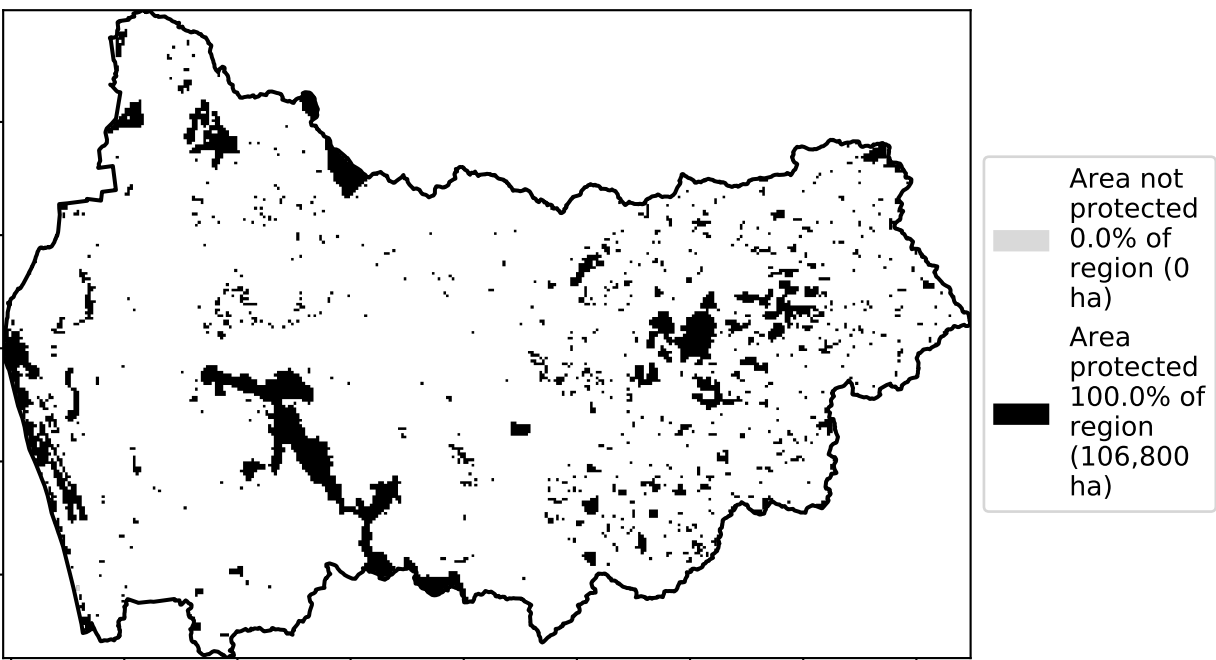 Area not
protected
0.0% of
region (0
ha)
Area
protected
100.0% of
region
(106,800
ha)